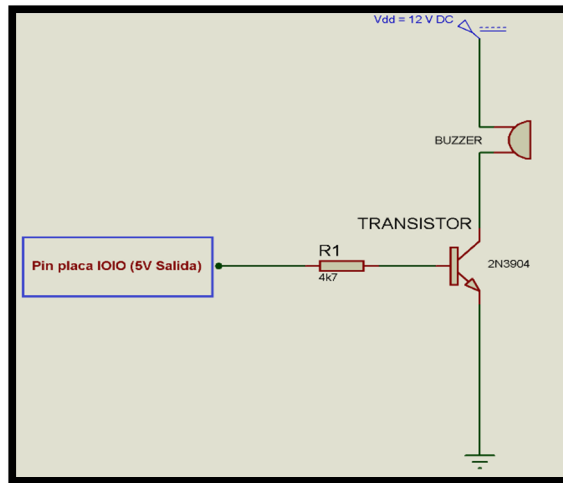 Vdd = 12 V DC
BUZZER
TRANSISTOR
R1
Pin placa IOIO (5V Salida)
2N3904
4k7